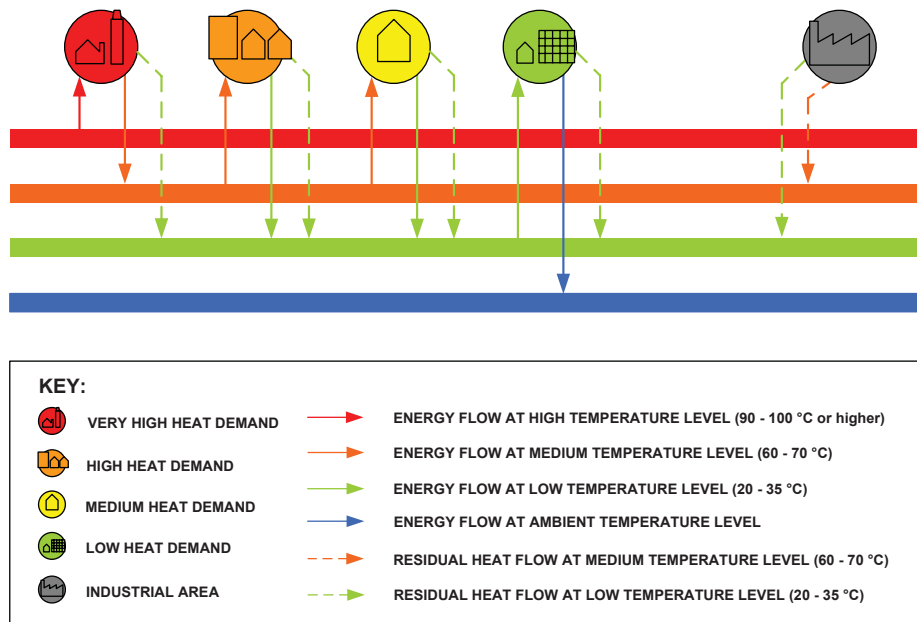 KEY:
VERY HIGH HEAT DEMAND
HIGH HEAT DEMAND
MEDIUM HEAT DEMAND
LOW HEAT DEMAND
INDUSTRIAL AREA
ENERGY FLOW AT HIGH TEMPERATURE LEVEL (90 - 100 °C or higher)
ENERGY FLOW AT MEDIUM TEMPERATURE LEVEL (60 - 70 °C)
ENERGY FLOW AT LOW TEMPERATURE LEVEL (20 - 35 °C)
ENERGY FLOW AT AMBIENT TEMPERATURE LEVEL
RESIDUAL HEAT FLOW AT MEDIUM TEMPERATURE LEVEL (60 - 70 °C)
RESIDUAL HEAT FLOW AT LOW TEMPERATURE LEVEL (20 - 35 °C)